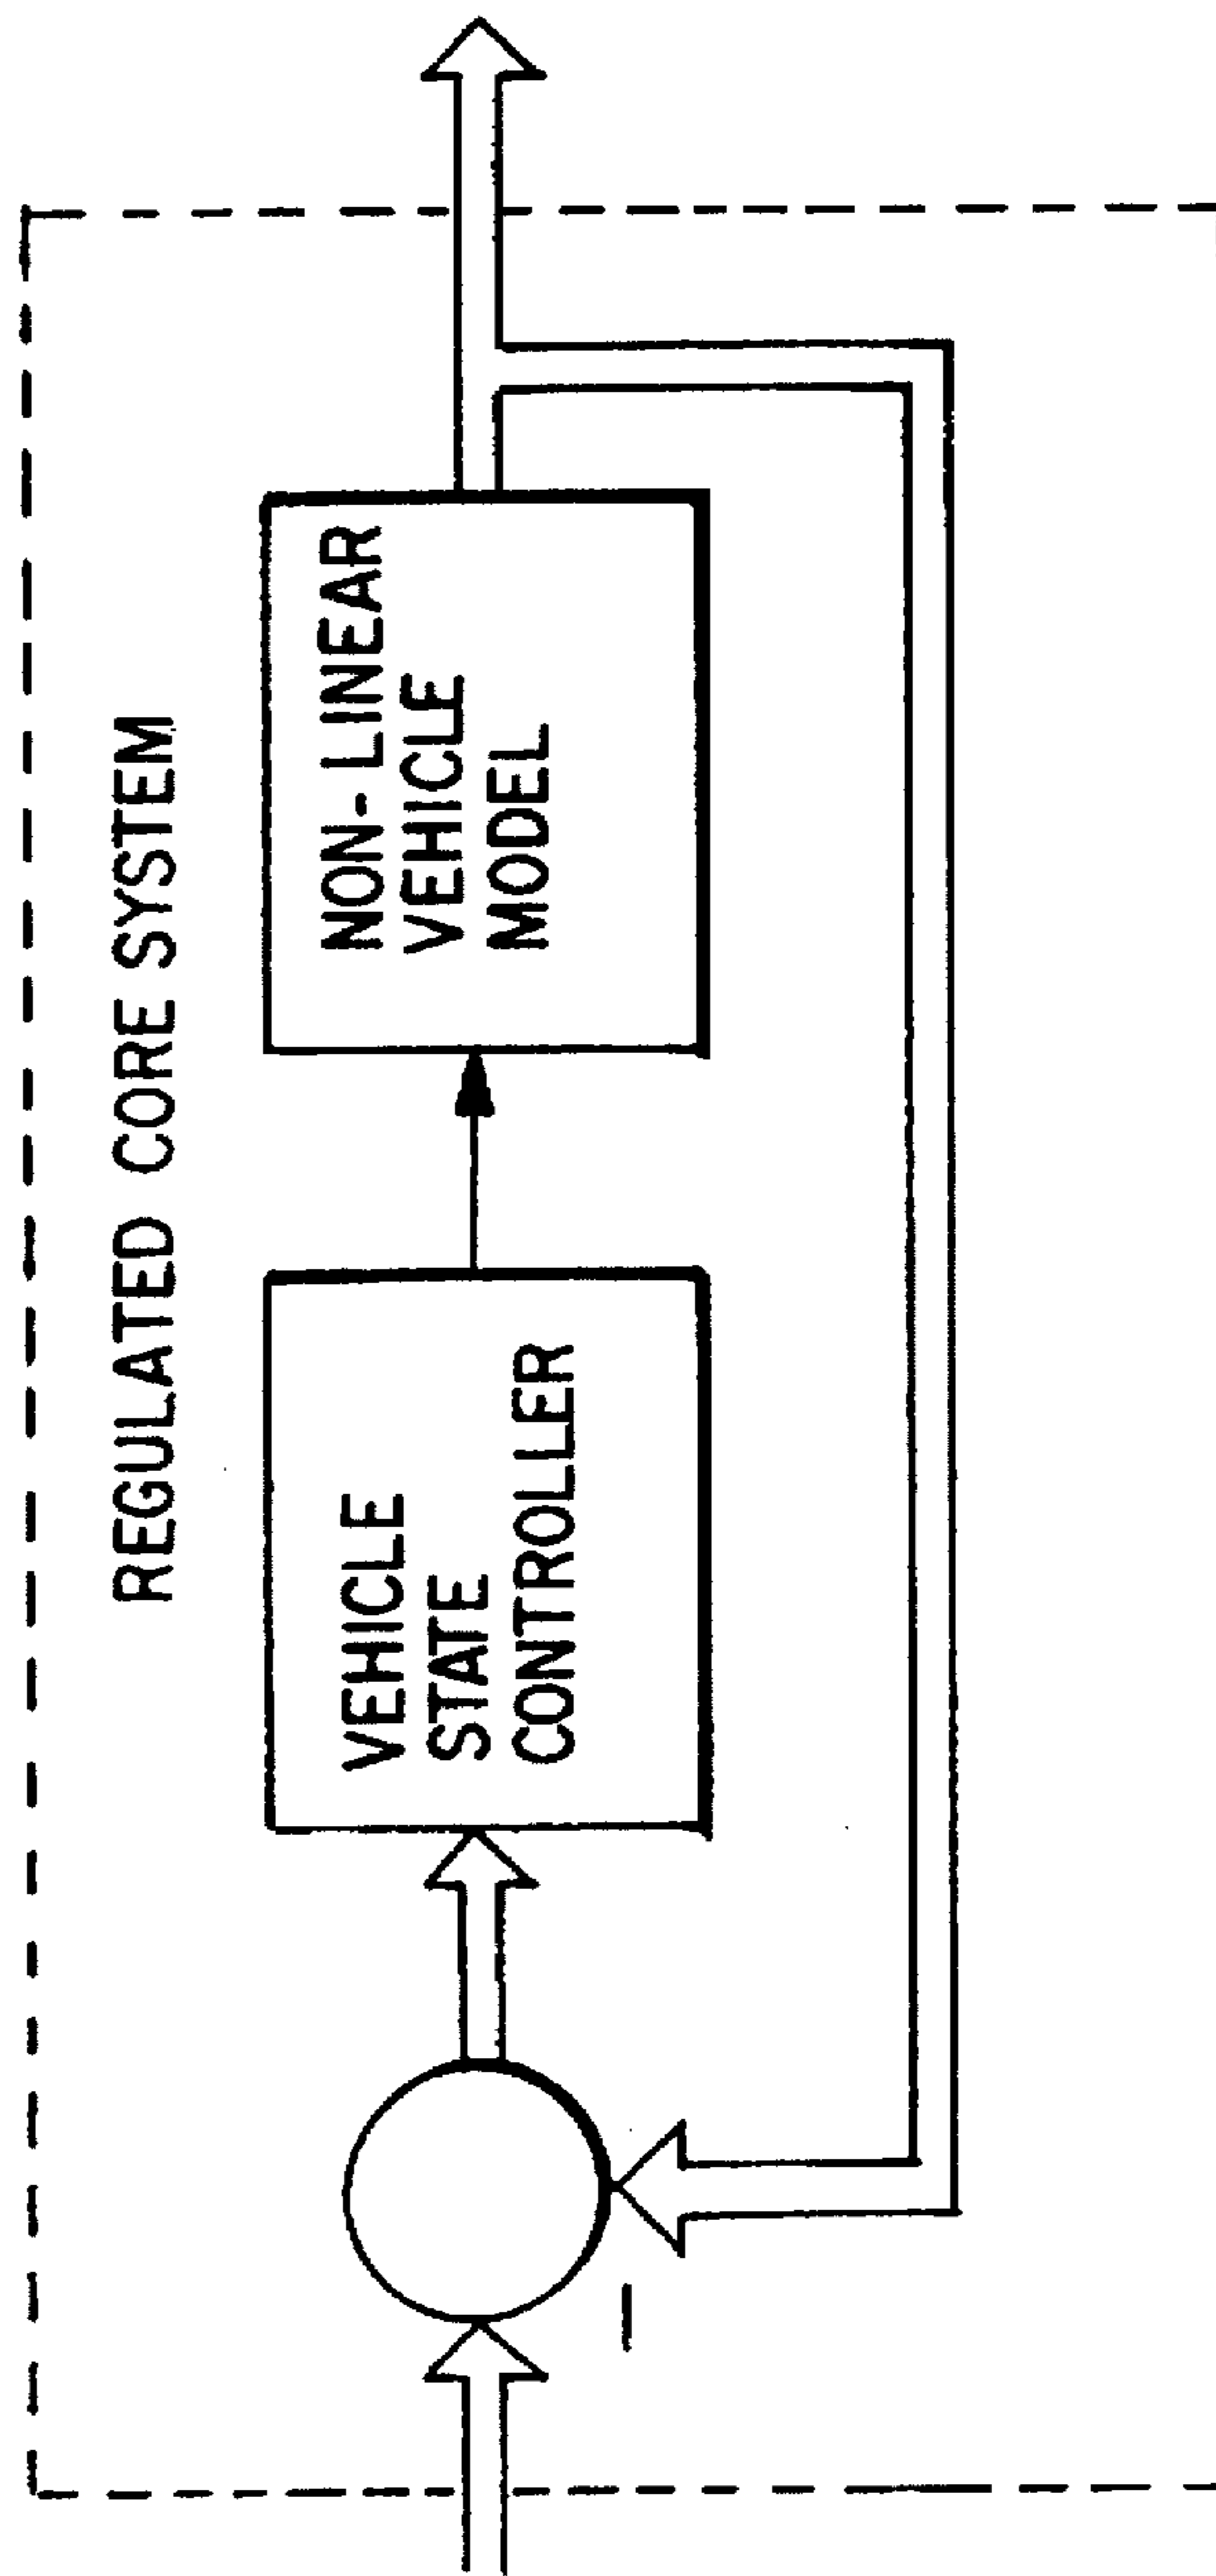 REGULATED CORE SYSTEM
VEHICLE
STATE
CONTROLLER
NON-LINEAR
VEHICLE
MODEL
–